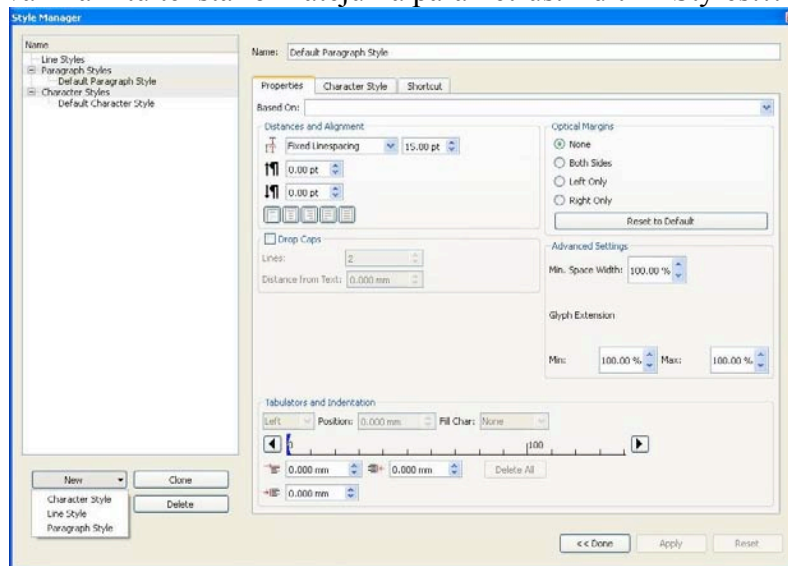 Style Manager
Name
Line Styles
Paragraph Styles
Default Paragraph Style
Character Styles
Default Character Style
New
Clone
Delete
Character Style
Line Style
Paragraph Style
Name: Default Paragraph Style
Properties Character Style Shortcut
Based On:
Distances and Alignment
Fixed Linespacing 15.00 pt
0.00 pt
0.00 pt
Drop Caps
Lines: 2
Distance from Text: 0.000 mm
Optical Margins
None
Both Sides
Left Only
Right Only
Reset to Default
Advanced Settings
Min. Space Width: 100.00 %
Glyph Extension
Min: 100.00 % Max: 100.00 %
Tabulators and Indentation
Left Position: 0.000 mm Fill Char: None
0 100
0.000 mm 0.000 mm Delete All
0.000 mm
<< Done Apply Reset